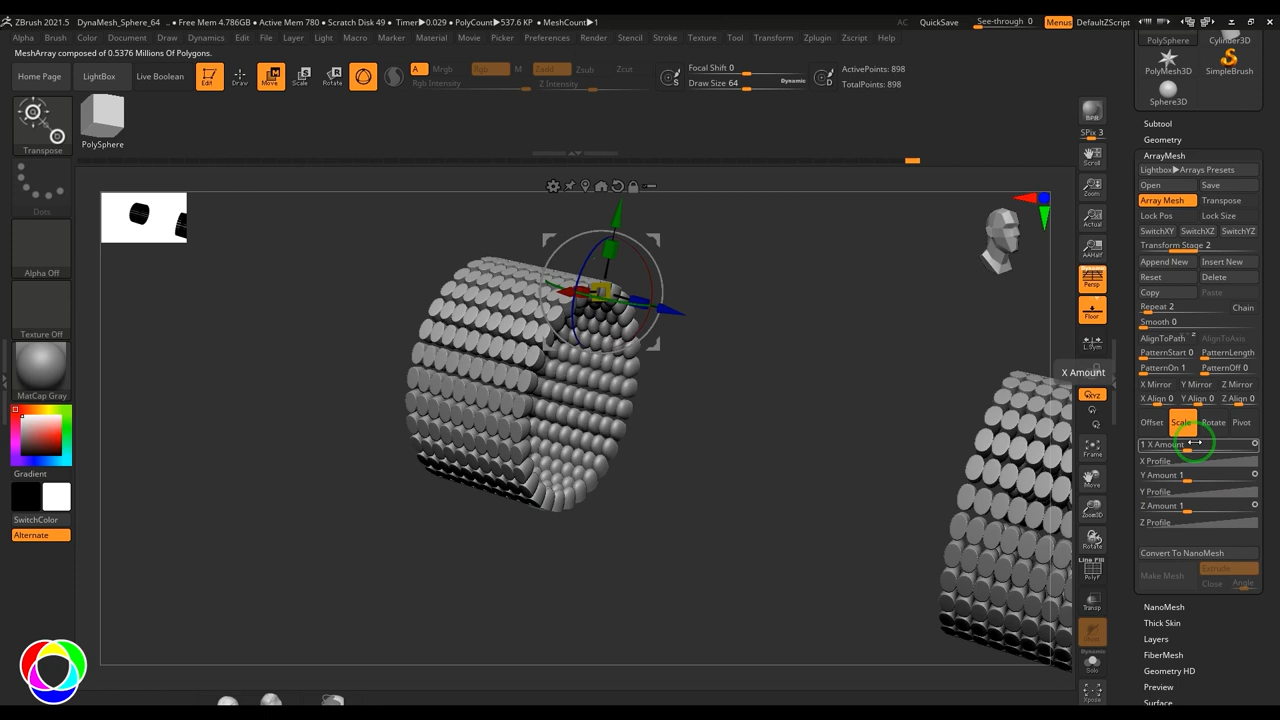 ZBrush 2021.5 DynaMesh_Sphere_64 .. • Free Mem 4.786GB • Active Mem 780 • Scratch Disk 49 • Timer▶0.029 • PolyCount▶537.6 KP • MeshCount▶1 AC QuickSave See-through 0 Menus DefaultZScript
Alpha Brush Color Document Draw Dynamics Edit File Layer Light Macro Marker Material Movie Picker Preferences Render Stencil Stroke Texture Tool Transform Zplugin Zscript Help
MeshArray composed of 0.5376 Millions Of Polygons.
Home Page LightBox Live Boolean Edit Draw Move Scale Rotate A Mrgb Rgb M Zadd Zsub Zcut
Rgb Intensity Z Intensity
S Focal Shift 0
Draw Size 64 Dynamic D
ActivePoints: 898
TotalPoints: 898
Transpose
PolySphere
Dots
Alpha Off
Texture Off
MatCap Gray
Gradient
SwitchColor
Alternate
BPR
SPix 3
Scroll
Zoom
Actual
AAHalf
Persp
Floor
L.Sym
X Amount
XYZ
Frame
Move
Zoom3D
Rotate
Line Fill
PolyF
Transp
Dynamic
Solo
Xpose
PolySphere Cylinder3D
PolyMesh3D SimpleBrush
Sphere3D
Subtool
Geometry
ArrayMesh
Lightbox▶Arrays Presets
Open Save
Array Mesh Transpose
Lock Pos Lock Size
SwitchXY SwitchXZ SwitchYZ
Transform Stage 2
Append New Insert New
Reset Delete
Copy Paste
Repeat 2 Chain
Smooth 0
AlignToPath AlignToAxis
PatternStart 0 PatternLength
PatternOn 1 PatternOff 0
X Mirror Y Mirror Z Mirror
X Align 0 Y Align 0 Z Align 0
Offset Scale Rotate Pivot
1 X Amount
X Profile
Y Amount 1
Y Profile
Z Amount 1
Z Profile
Convert To NanoMesh
Make Mesh Extrude
Close Angle
NanoMesh
Thick Skin
Layers
FiberMesh
Geometry HD
Preview
Surface